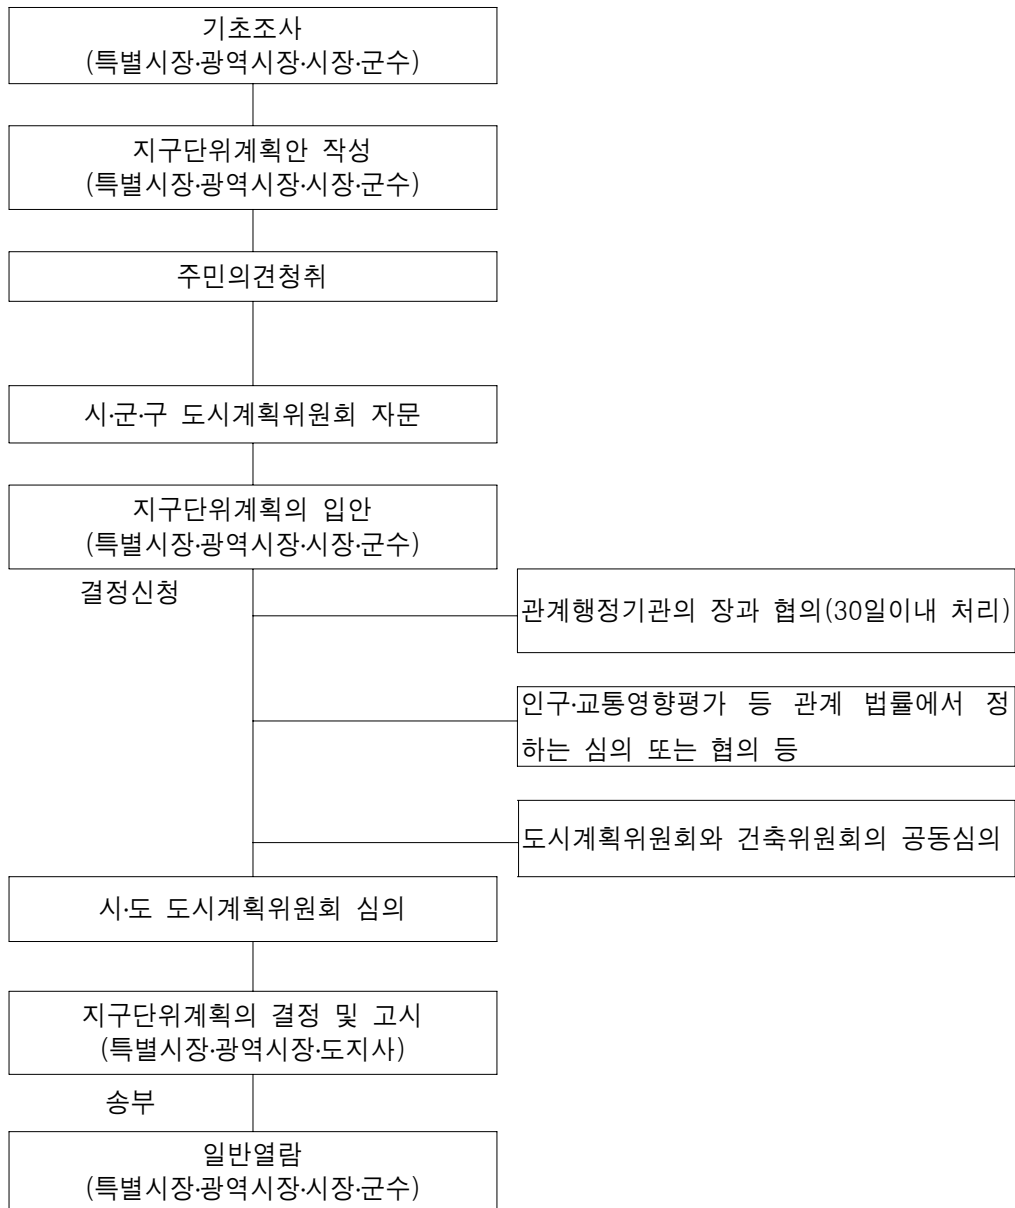 기초조사
(특별시장·광역시장·시장·군수)
지구단위계획안 작성
(특별시장·광역시장·시장·군수)
주민의견청취
시·군·구 도시계획위원회 자문
지구단위계획의 입안
(특별시장·광역시장·시장·군수)
결정신청
관계행정기관의 장과 협의(30일이내 처리)
인구·교통영향평가 등 관계 법률에서 정
하는 심의 또는 협의 등
도시계획위원회와 건축위원회의 공동심의
시·도 도시계획위원회 심의
지구단위계획의 결정 및 고시
(특별시장·광역시장·도지사)
송부
일반열람
(특별시장·광역시장·시장·군수)